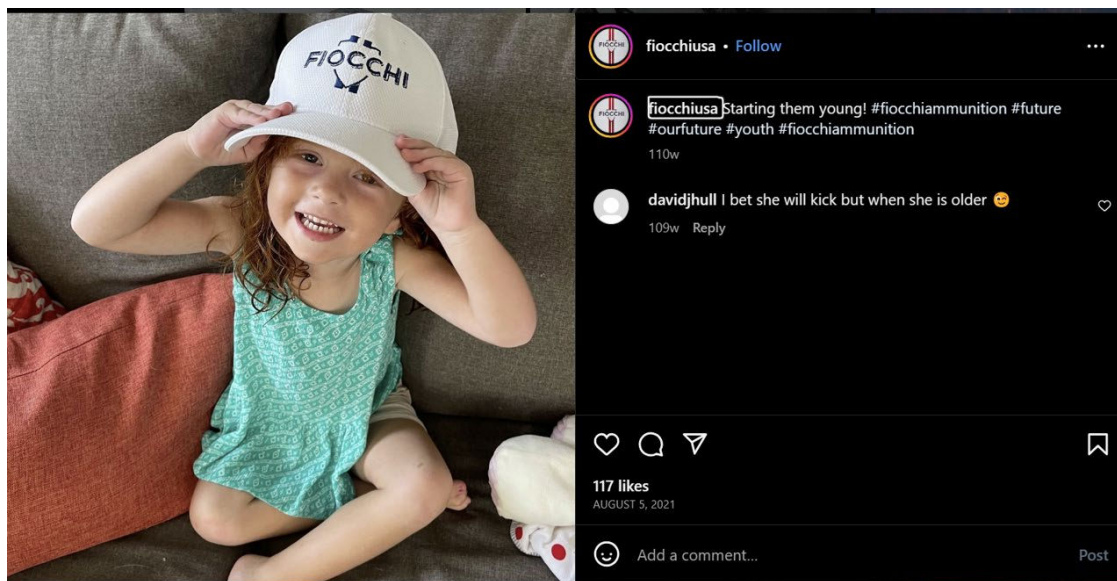 FIOCCHI
FIOCCHI
fiocchiusa • Follow
FIOCCHI
fiocchiusa Starting them young! #fiocchiammunition #future
#ourfuture #youth #fiocchiammunition
110w
davidjhull I bet she will kick but when she is older 😉
109w Reply
117 likes
AUGUST 5, 2021
Add a comment...
Post